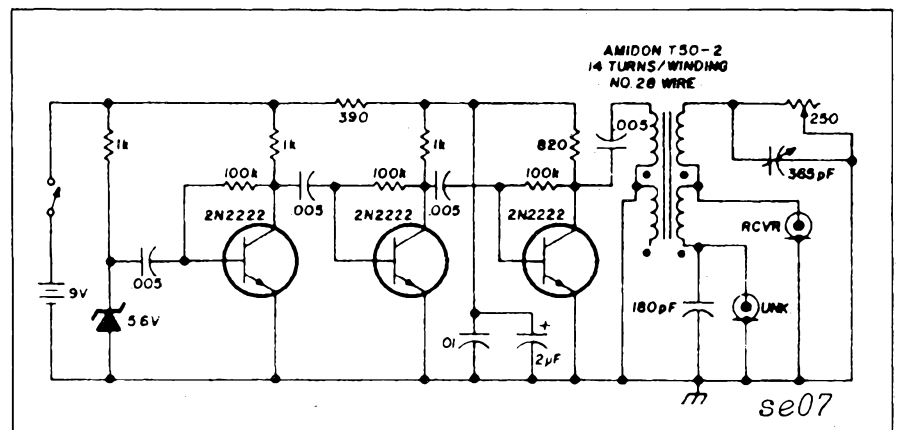 AMIDON T50-2
14 TURNS/WINDING
NO. 28 WIRE
390
.005
250
1k
1k
1k
820
365pF
100k
100k
100k
.005
.005
2N2222
2N2222
2N2222
RCVR
.005
9V
5.6V
180pF
UNK
.01
+
2µF
se07